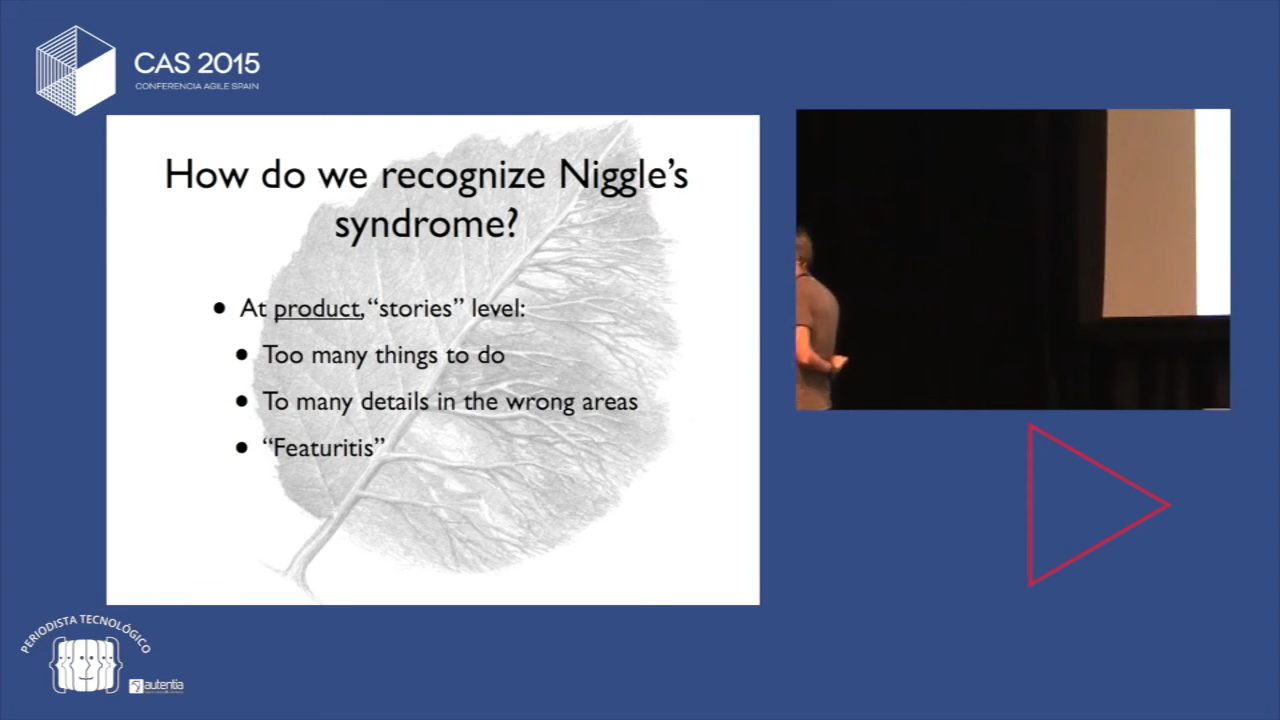 CAS 2015
CONFERENCIA AGILE SPAIN
How do we recognize Niggle's
syndrome?
• At product, “stories” level:
• Too many things to do
• To many details in the wrong areas
• “Featuritis”
PERIODISTA TECNOLÓGICO
autentia